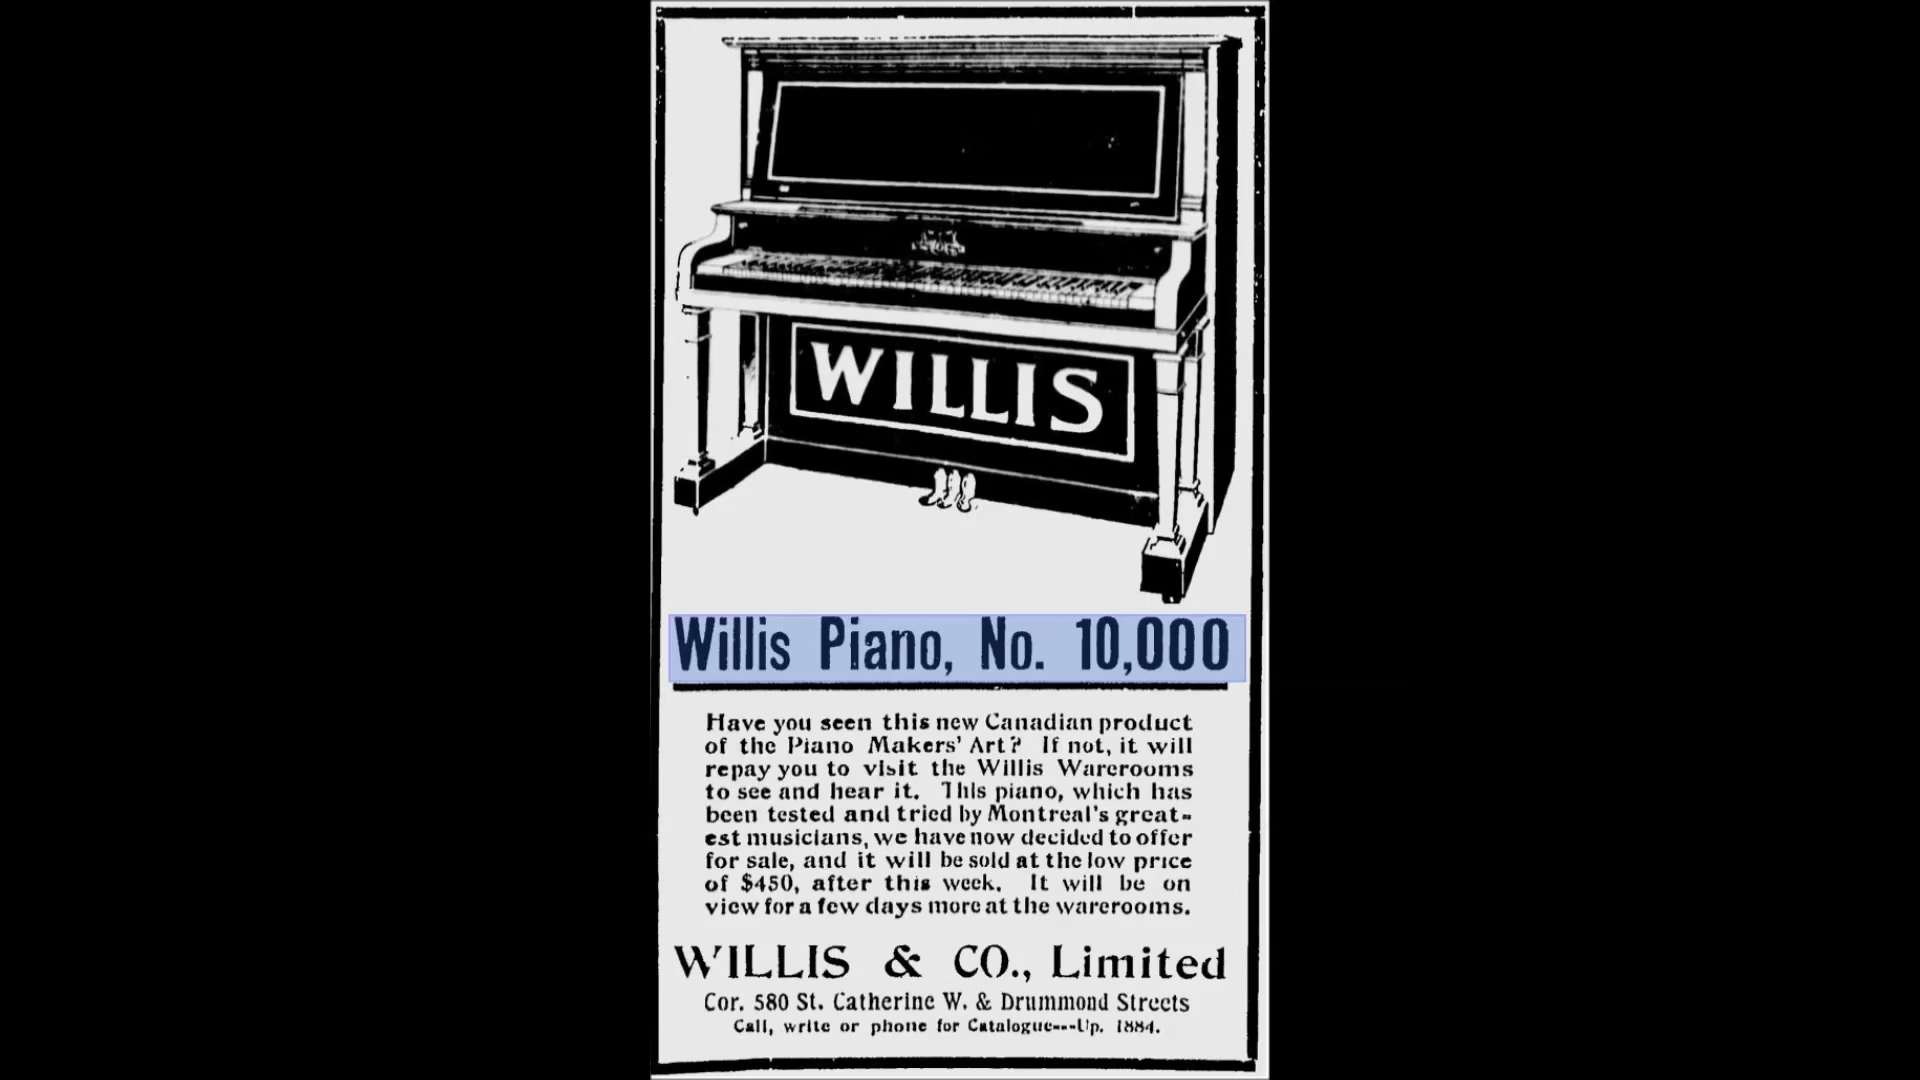 WILLIS
Willis Piano, No. 10,000
Have you seen this new Canadian product
of the Piano Makers' Art? If not, it will
repay you to visit the Willis Warerooms
to see and hear it. This piano, which has
been tested and tried by Montreal's great-
est musicians, we have now decided to offer
for sale, and it will be sold at the low price
of $450, after this week. It will be on
view for a few days more at the warerooms.
WILLIS & CO., Limited
Cor. 580 St. Catherine W. & Drummond Streets
Call, write or phone for Catalogue---Up. 1884.